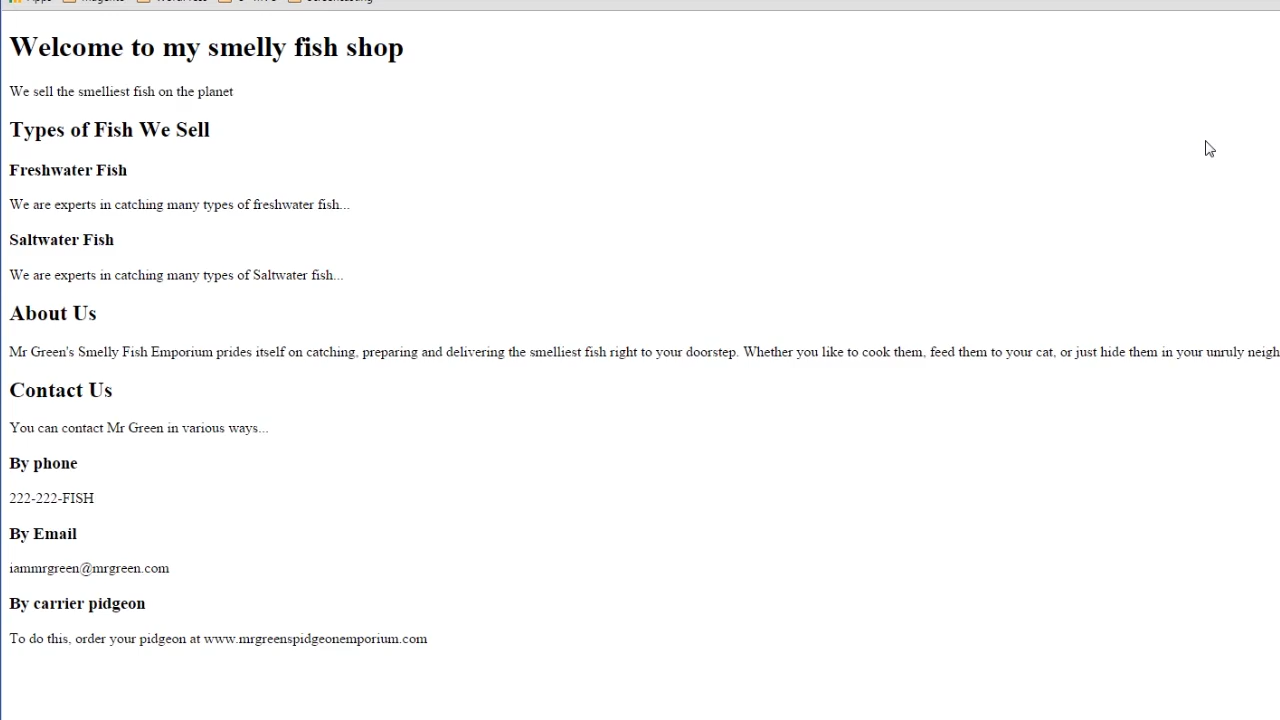 Welcome to my smelly fish shop
We sell the smelliest fish on the planet
Types of Fish We Sell
Freshwater Fish
We are experts in catching many types of freshwater fish...
Saltwater Fish
We are experts in catching many types of Saltwater fish...
About Us
Mr Green's Smelly Fish Emporium prides itself on catching, preparing and delivering the smelliest fish right to your doorstep. Whether you like to cook them, feed them to your cat, or just hide them in your unruly neigh
Contact Us
You can contact Mr Green in various ways...
By phone
222-222-FISH
By Email
iammrgreen@mrgreen.com
By carrier pidgeon
To do this, order your pidgeon at www.mrgreenspidgeonemporium.com